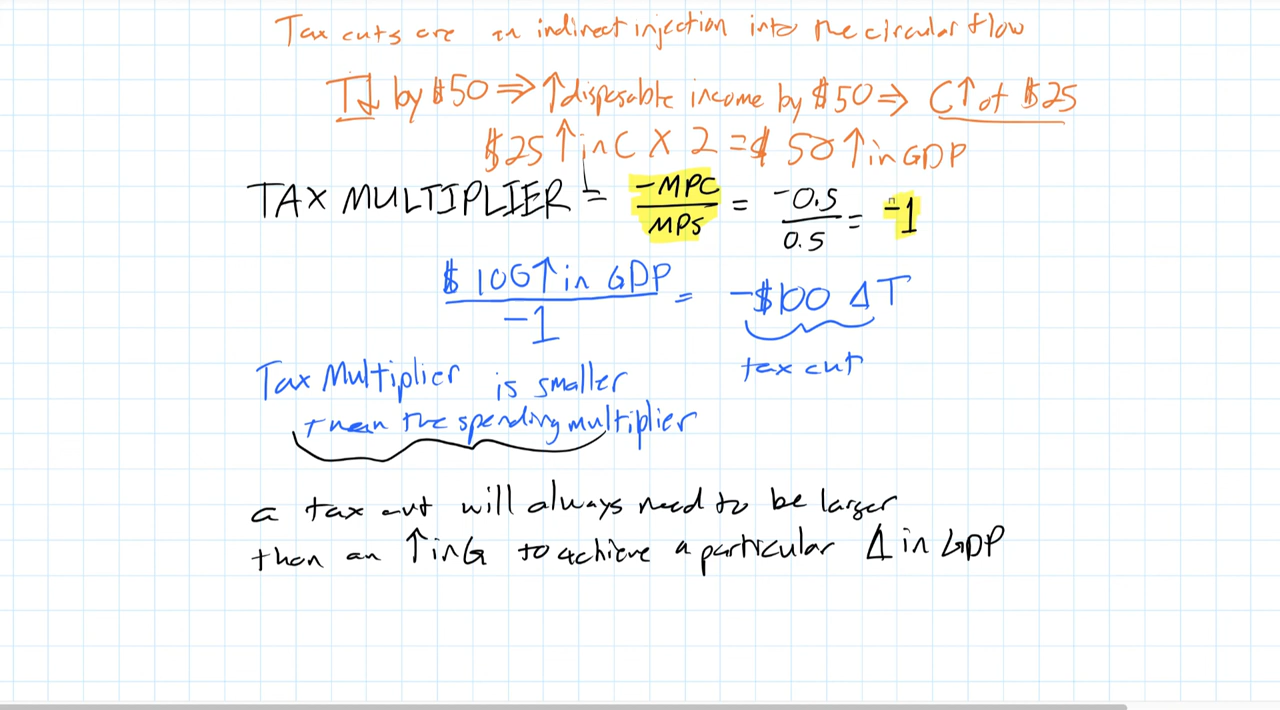 Tax cuts are an indirect injection into the circular flow
T↓ by $50 ⇒ ↑disposable income by $50 ⇒ C↑ of $25
$25 ↑ in C X 2 = $ 50 ↑ in GDP
TAX MULTIPLIER = -MPC/MPS = -0.5/0.5 = -1
$ 100 ↑ in GDP / -1 = -$100 Δ T
tax cut
Tax Multiplier is smaller
than the spending multiplier
a tax cut will always need to be larger
than an ↑ in G to achieve a particular Δ in GDP